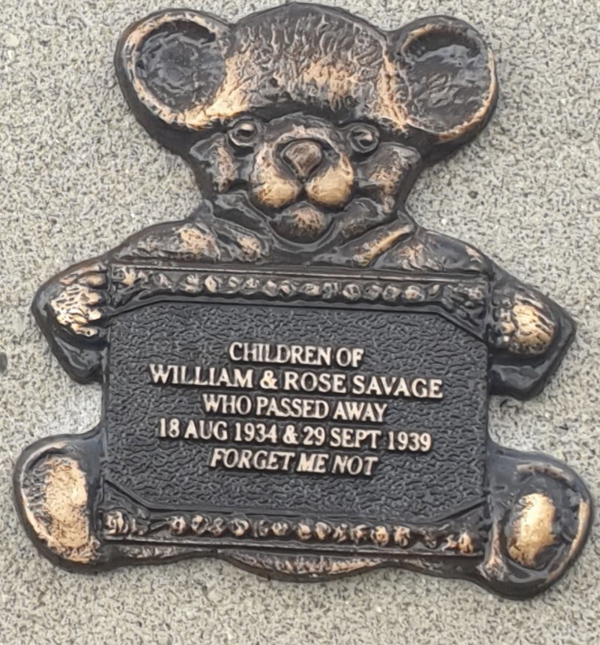 CHILDREN OF
WILLIAM & ROSE SAVAGE
WHO PASSED AWAY
18 AUG 1934 & 29 SEPT 1939
FORGET ME NOT